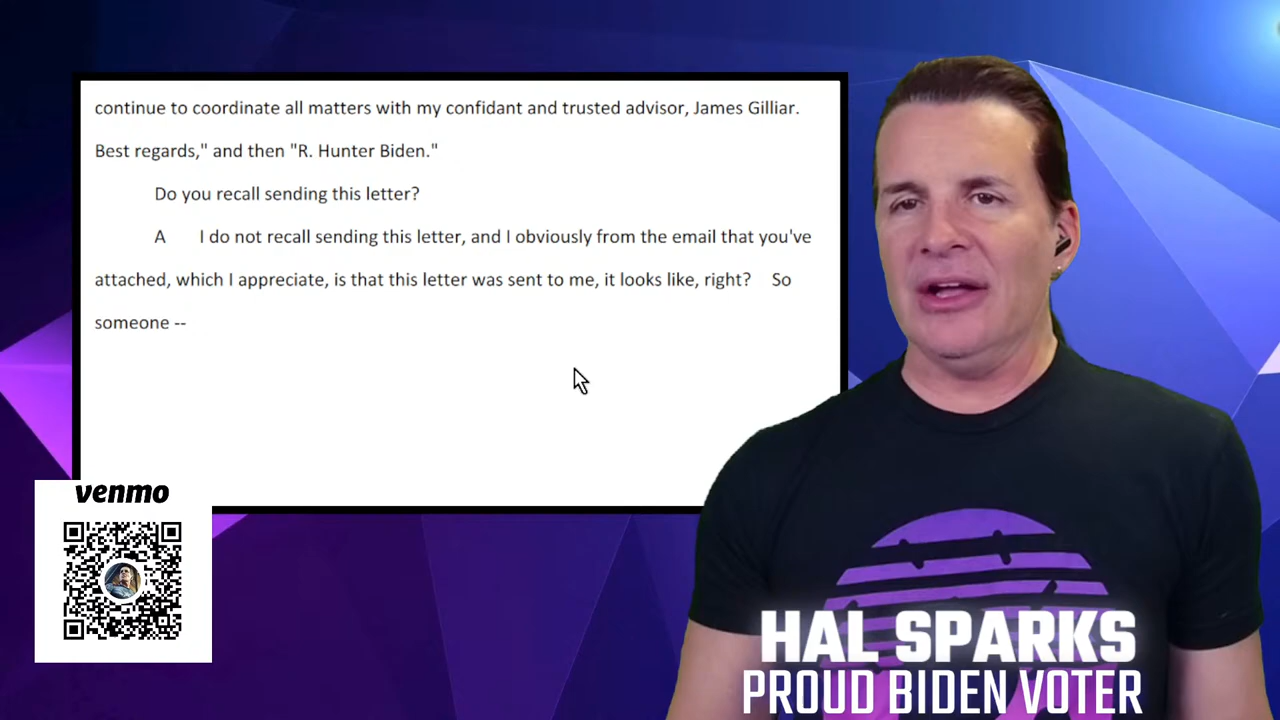 continue to coordinate all matters with my confidant and trusted advisor, James Gilliar.
Best regards," and then "R. Hunter Biden."
Do you recall sending this letter?
A I do not recall sending this letter, and I obviously from the email that you've
attached, which I appreciate, is that this letter was sent to me, it looks like, right? So
someone --
venmo
HAL SPARKS
PROUD BIDEN VOTER